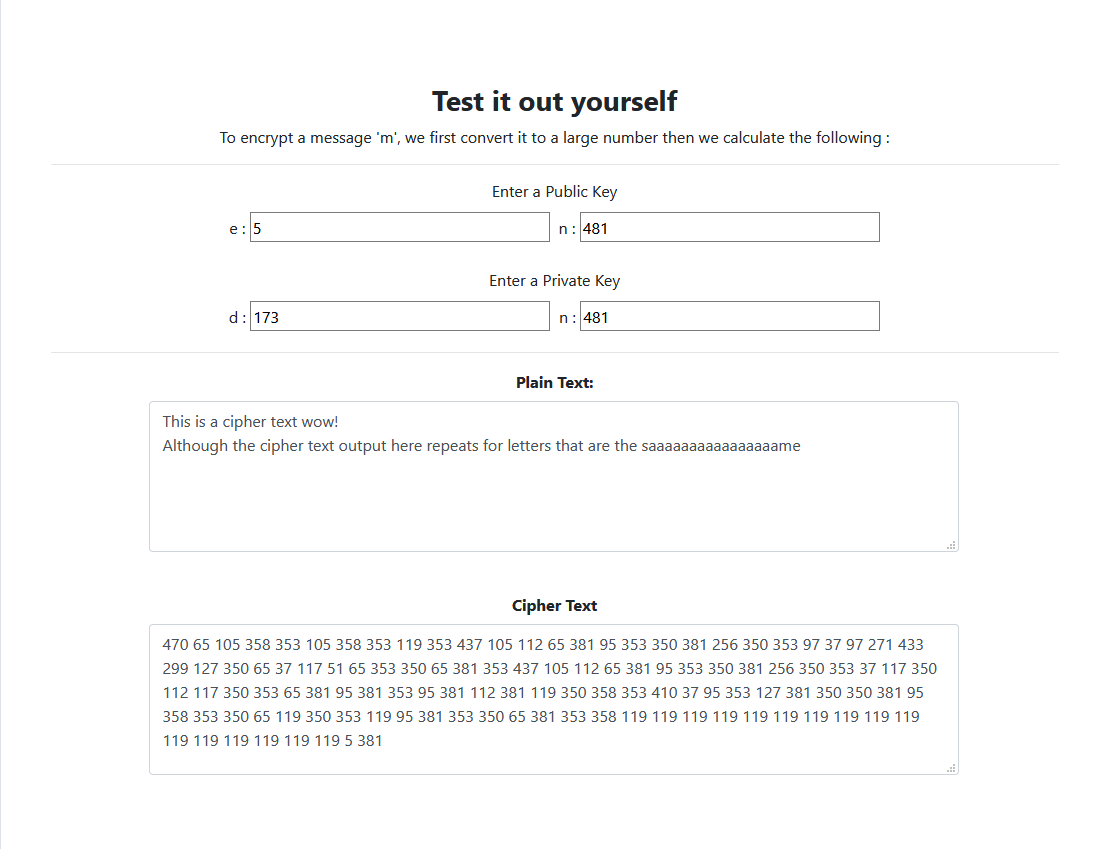 Test it out yourself
To encrypt a message 'm', we first convert it to a large number then we calculate the following :
Enter a Public Key
e : 5 n : 481
Enter a Private Key
d : 173 n : 481
Plain Text:
This is a cipher text wow!
Although the cipher text output here repeats for letters that are the saaaaaaaaaaaaaaaame
Cipher Text
470 65 105 358 353 105 358 353 119 353 437 105 112 65 381 95 353 350 381 256 350 353 97 37 97 271 433
299 127 350 65 37 117 51 65 353 350 65 381 353 437 105 112 65 381 95 353 350 381 256 350 353 37 117 350
112 117 350 353 65 381 95 381 353 95 381 112 381 119 350 358 353 410 37 95 353 127 381 350 350 381 95
358 353 350 65 119 350 353 119 95 381 353 350 65 381 353 358 119 119 119 119 119 119 119 119 119 119
119 119 119 119 119 119 5 381